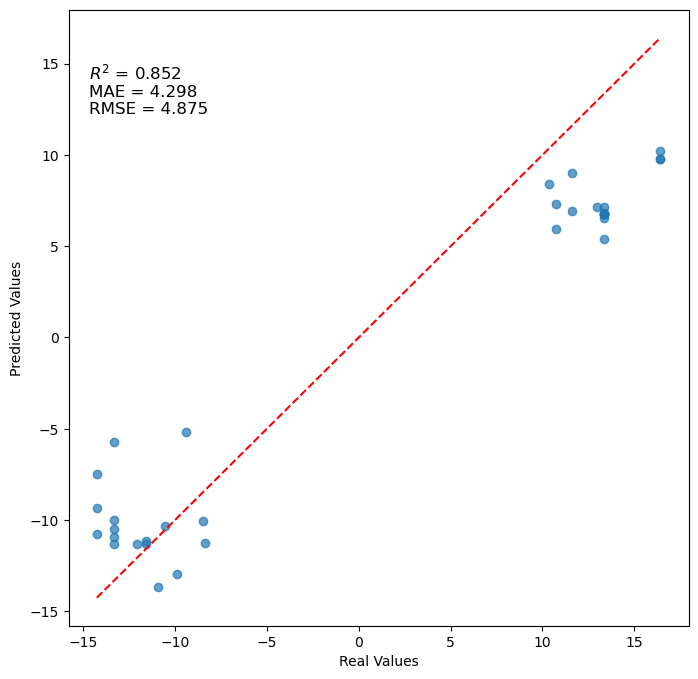 R² = 0.852
MAE = 4.298
RMSE = 4.875
15
10
5
0
−5
−10
−15
Predicted Values
−15 −10 −5 0 5 10 15
Real Values